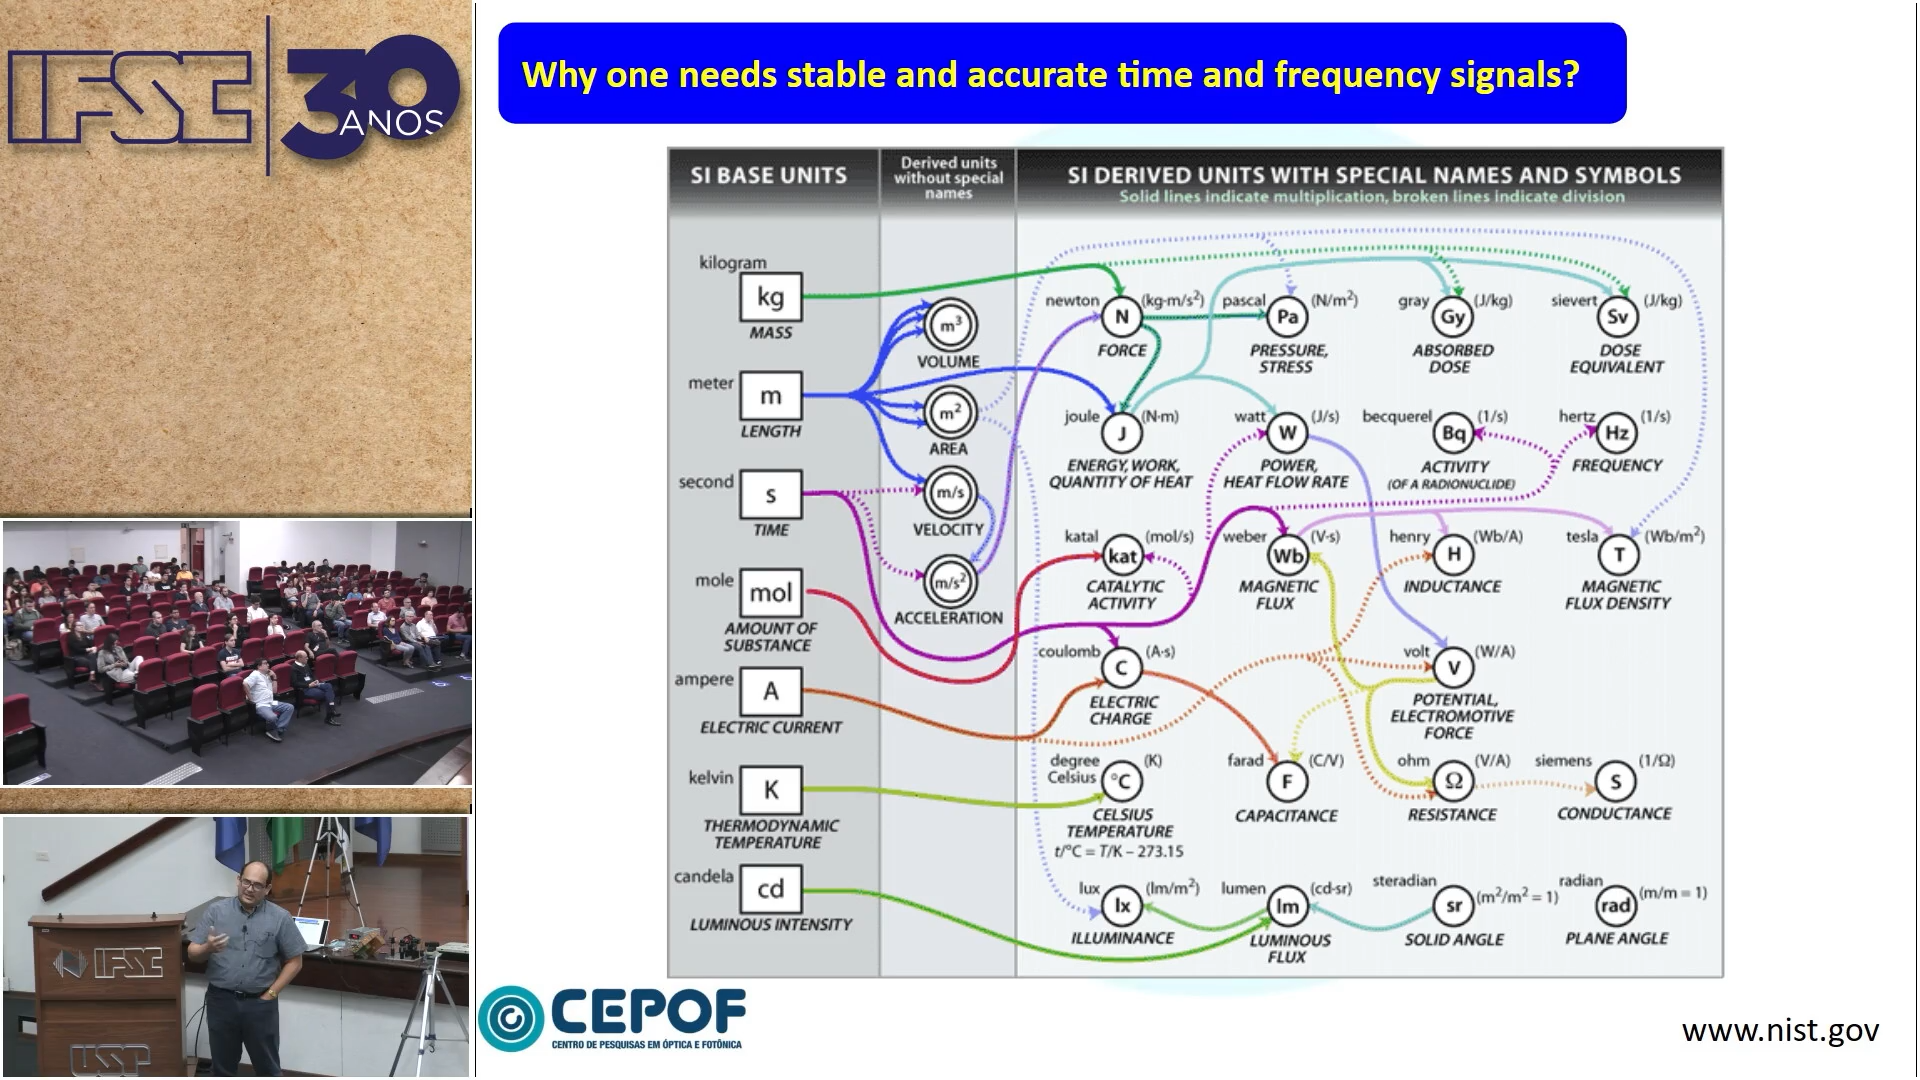 IFSC
30
ANOS
Why one needs stable and accurate time and frequency signals?
SI BASE UNITS
Derived units
without special
names
SI DERIVED UNITS WITH SPECIAL NAMES AND SYMBOLS
Solid lines indicate multiplication, broken lines indicate division
kilogram
kg
MASS
meter
m
LENGTH
second
s
TIME
mole
mol
AMOUNT OF
SUBSTANCE
ampere
A
ELECTRIC CURRENT
kelvin
K
THERMODYNAMIC
TEMPERATURE
candela
cd
LUMINOUS INTENSITY
m³
VOLUME
m²
AREA
m/s
VELOCITY
m/s²
ACCELERATION
newton (kg·m/s²)
N
FORCE
pascal (N/m²)
Pa
PRESSURE,
STRESS
gray (J/kg)
Gy
ABSORBED
DOSE
sievert (J/kg)
Sv
DOSE
EQUIVALENT
joule (N·m)
J
ENERGY, WORK,
QUANTITY OF HEAT
watt (J/s)
W
POWER,
HEAT FLOW RATE
becquerel (1/s)
Bq
ACTIVITY
(OF A RADIONUCLIDE)
hertz (1/s)
Hz
FREQUENCY
katal (mol/s)
kat
CATALYTIC
ACTIVITY
weber (V·s)
Wb
MAGNETIC
FLUX
henry (Wb/A)
H
INDUCTANCE
tesla (Wb/m²)
T
MAGNETIC
FLUX DENSITY
coulomb (A·s)
C
ELECTRIC
CHARGE
volt (W/A)
V
POTENTIAL,
ELECTROMOTIVE
FORCE
degree
Celsius (K)
°C
CELSIUS
TEMPERATURE
t/°C = T/K – 273.15
farad (C/V)
F
CAPACITANCE
ohm (V/A)
Ω
RESISTANCE
siemens (1/Ω)
S
CONDUCTANCE
lux (lm/m²)
lx
ILLUMINANCE
lumen (cd·sr)
lm
LUMINOUS
FLUX
steradian
sr (m²/m² = 1)
SOLID ANGLE
radian
rad (m/m = 1)
PLANE ANGLE
CEPOF
CENTRO DE PESQUISAS EM ÓPTICA E FOTÔNICA
www.nist.gov
IFSC
USP